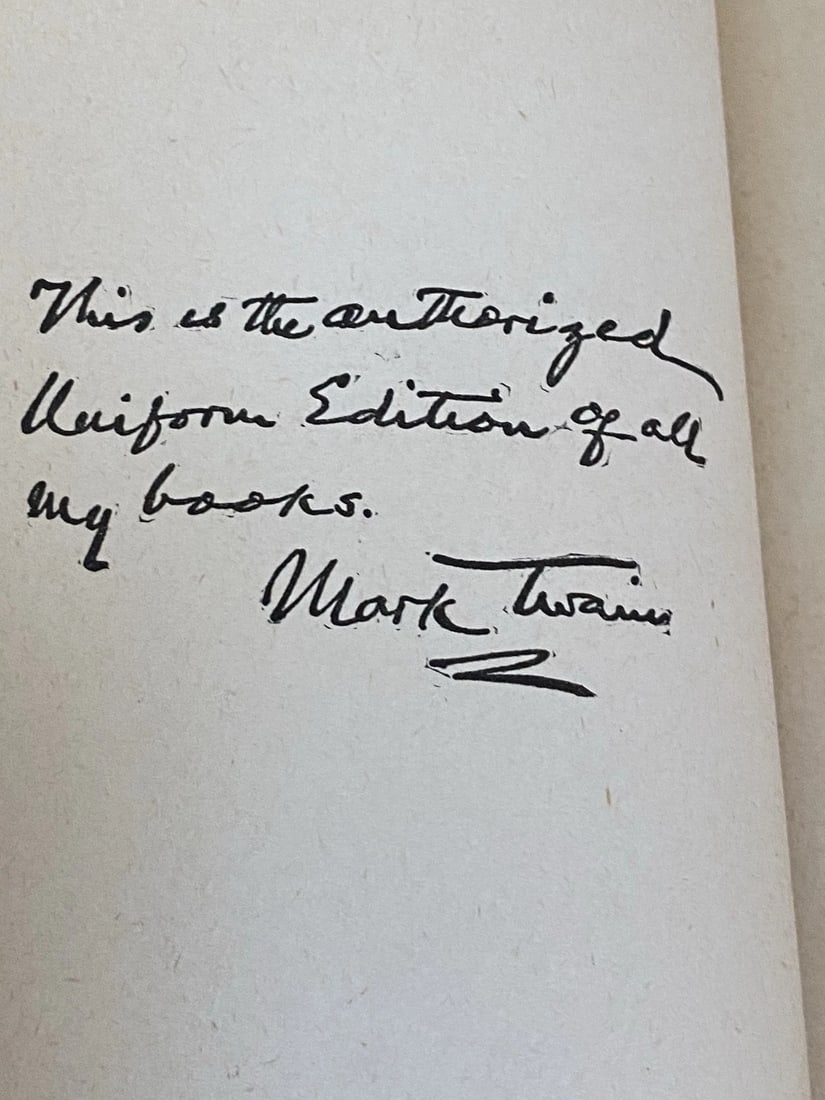 This is the authorized
Uniform Edition of all
my books.
Mark Twain